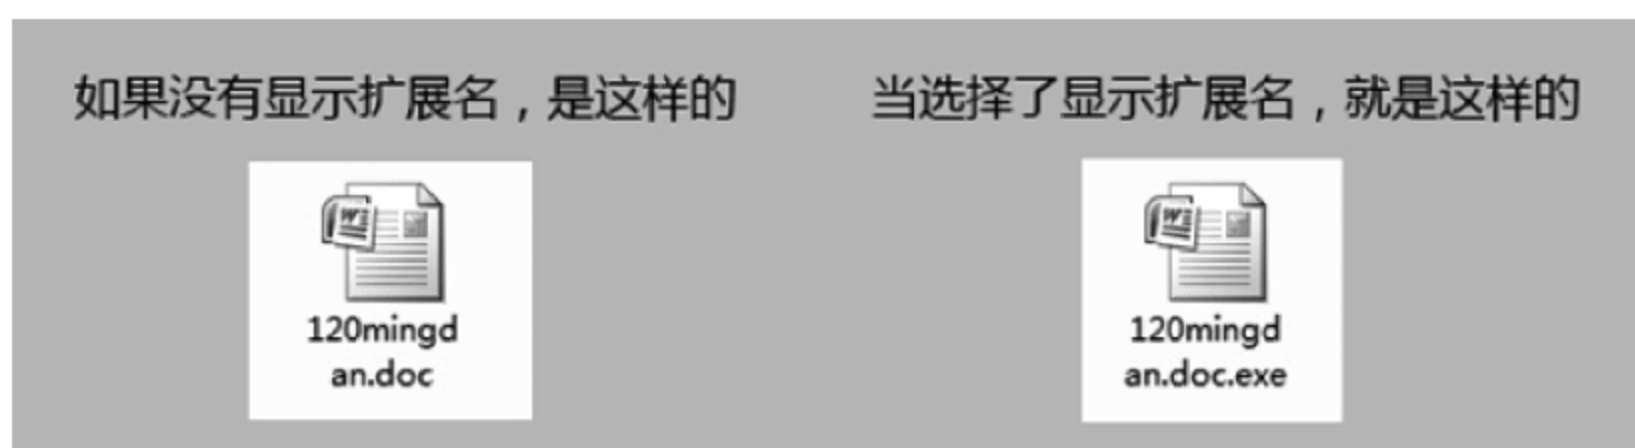 如果没有显示扩展名，是这样的
当选择了显示扩展名，就是这样的
120mingd
an.doc
120mingd
an.doc.exe